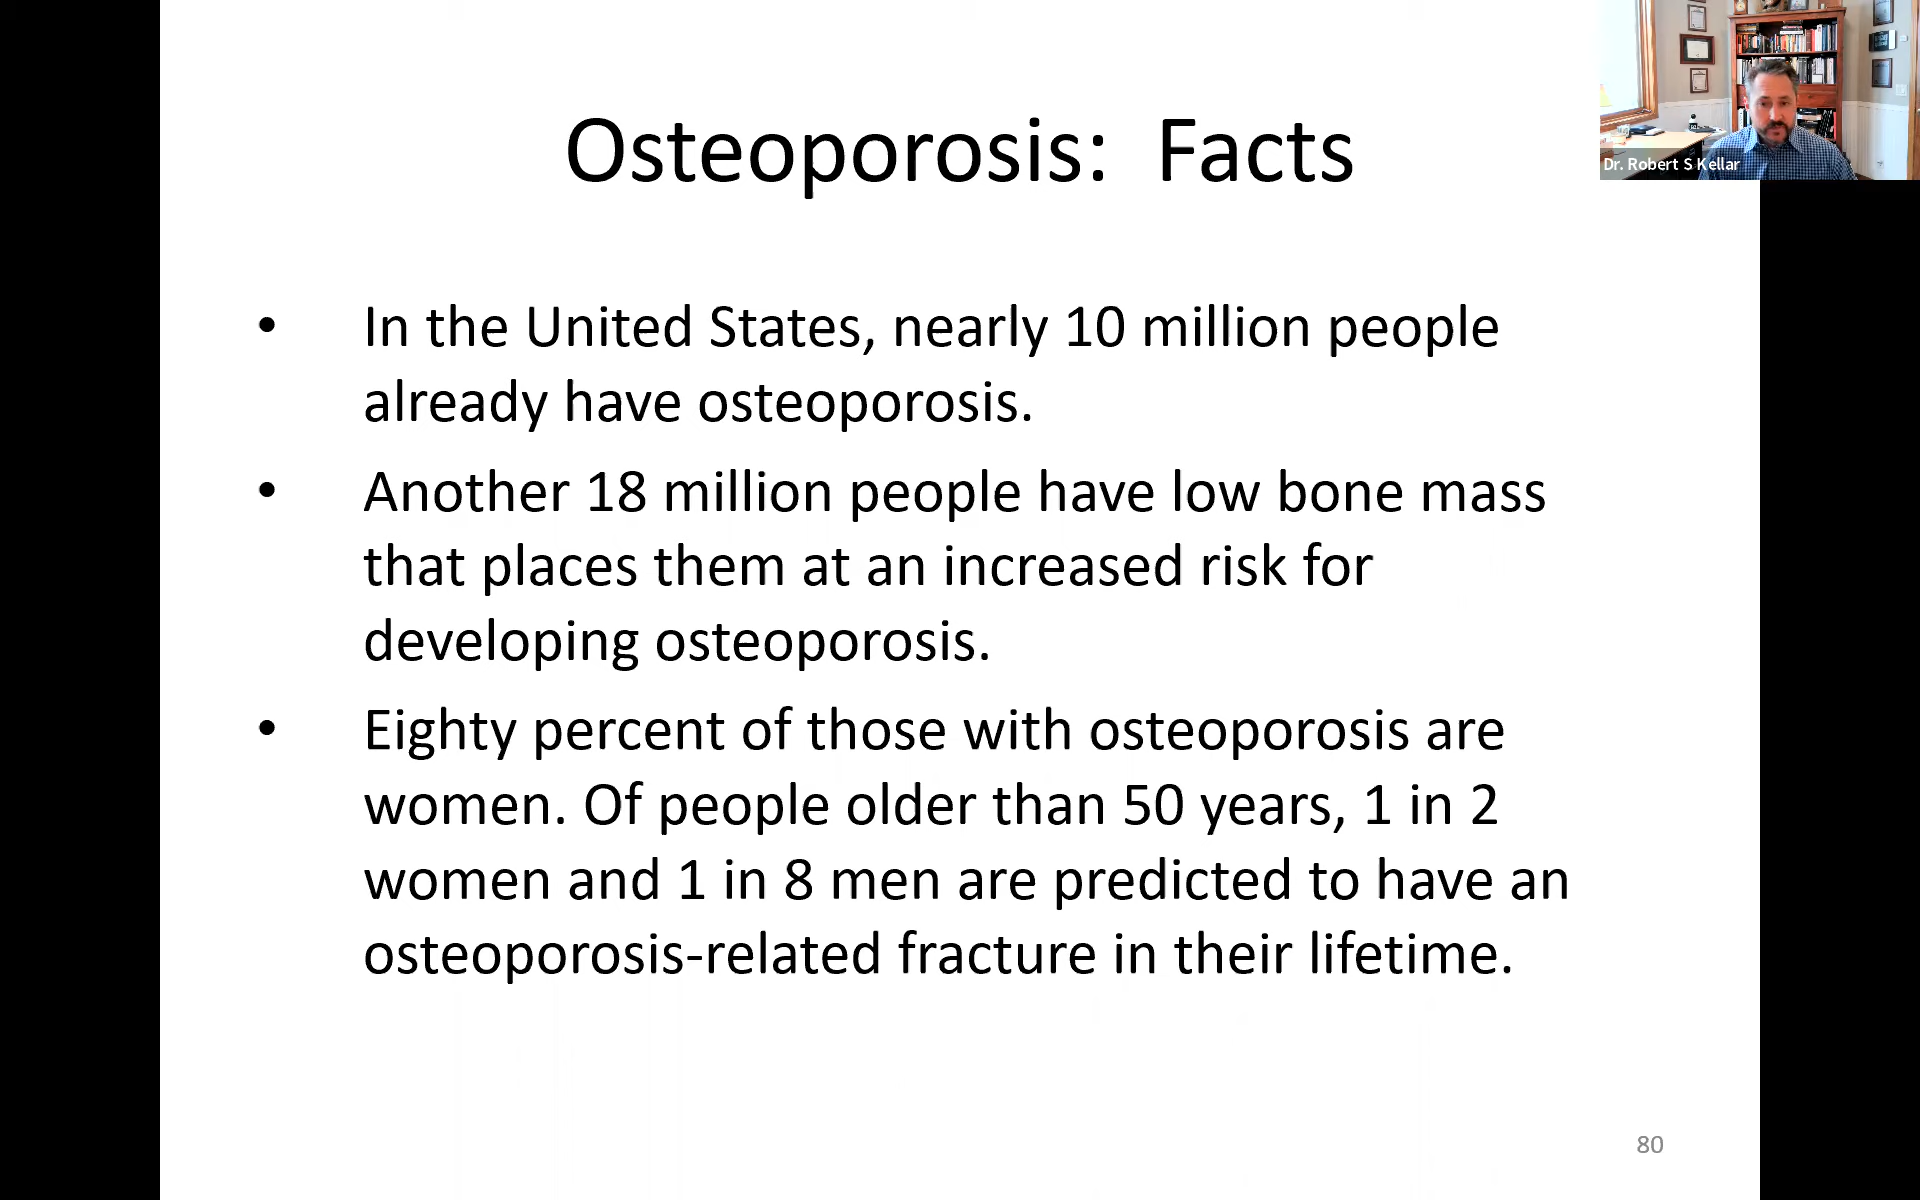 Osteoporosis: Facts
Dr. Robert S Kellar
• In the United States, nearly 10 million people
already have osteoporosis.
• Another 18 million people have low bone mass
that places them at an increased risk for
developing osteoporosis.
• Eighty percent of those with osteoporosis are
women. Of people older than 50 years, 1 in 2
women and 1 in 8 men are predicted to have an
osteoporosis-related fracture in their lifetime.
80